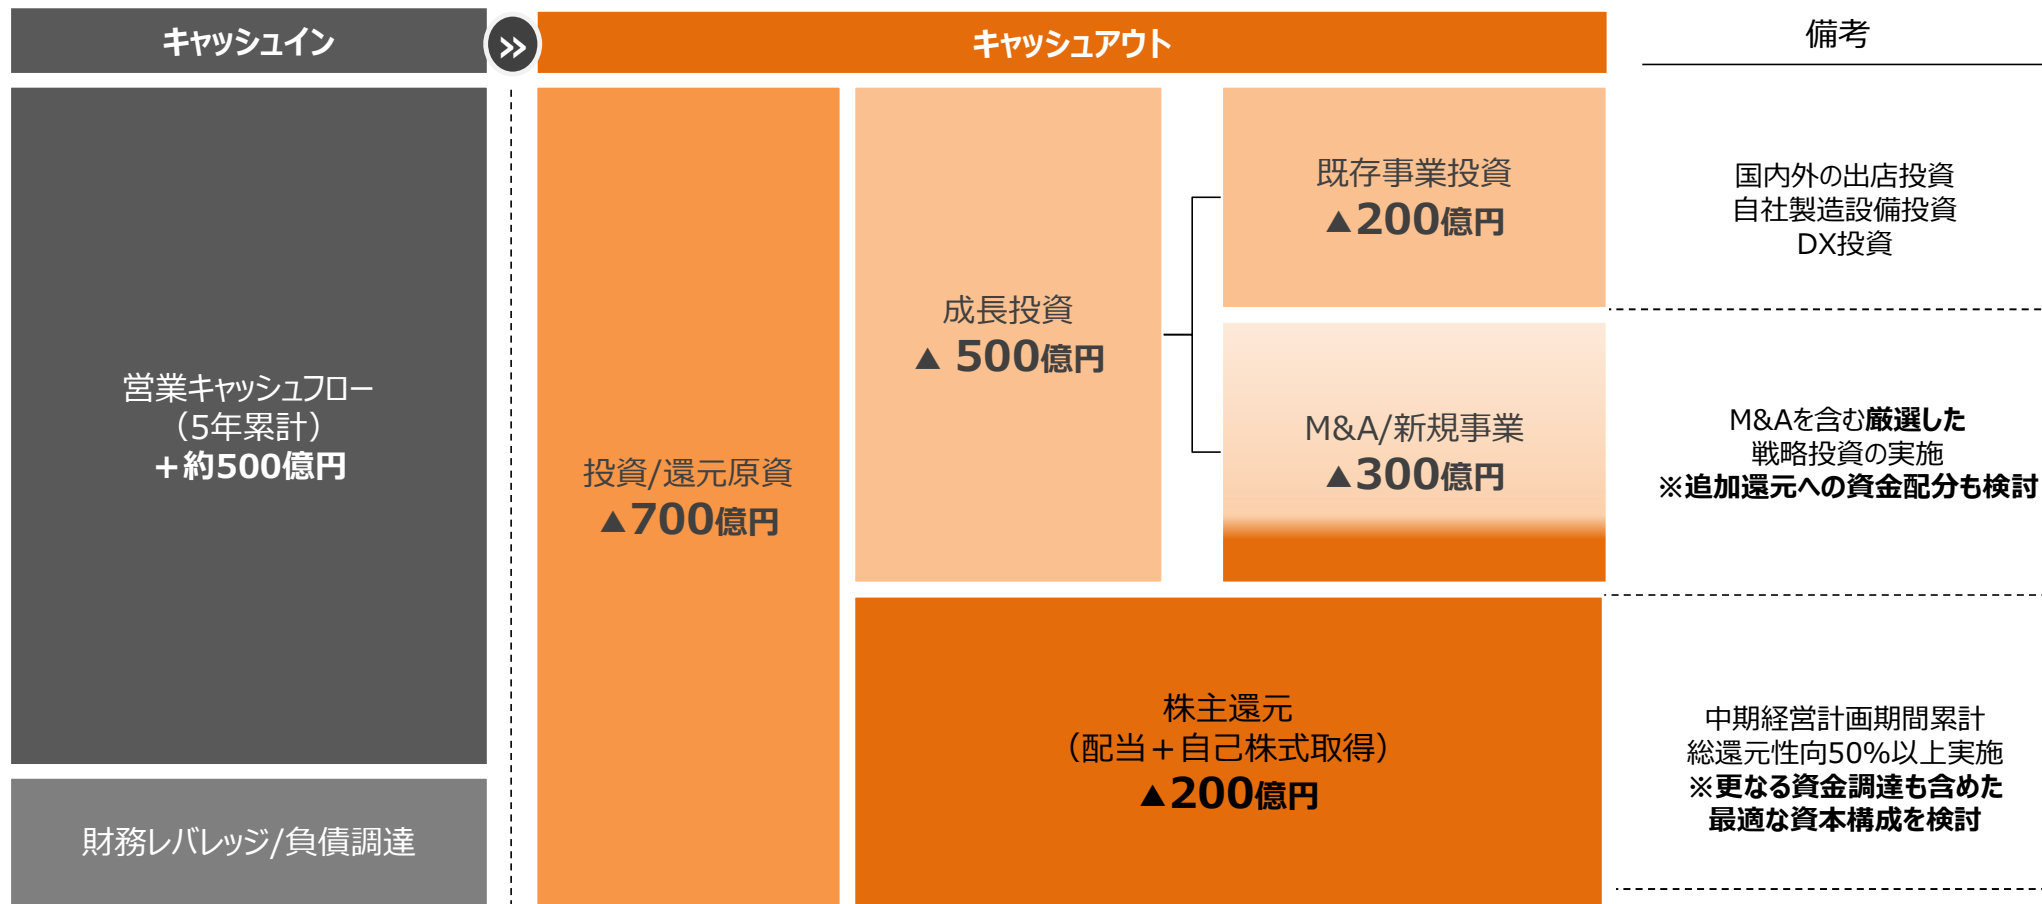 キャッシュイン
»
キャッシュアウト
備考
営業キャッシュフロー
（5年累計）
＋約500億円
財務レバレッジ/負債調達
投資/還元原資
▲700億円
成長投資
▲ 500億円
既存事業投資
▲200億円
国内外の出店投資
自社製造設備投資
DX投資
M&A/新規事業
▲300億円
M&Aを含む厳選した
戦略投資の実施
※追加還元への資金配分も検討
株主還元
（配当＋自己株式取得）
▲200億円
中期経営計画期間累計
総還元性向50%以上実施
※更なる資金調達も含めた
最適な資本構成を検討